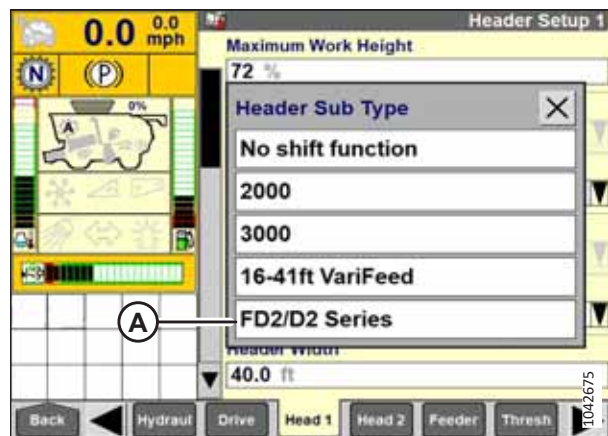 0.0 0.0 mph
Header Setup 1
N (P)
Maximum Work Height
72 %
0%
A
Header Sub Type
No shift function
2000
3000
16-41ft VariFeed
FD2/D2 Series
A
Header Width
40.0 ft
1042675
Back Hydraul Drive Head 1 Head 2 Feeder Thresh